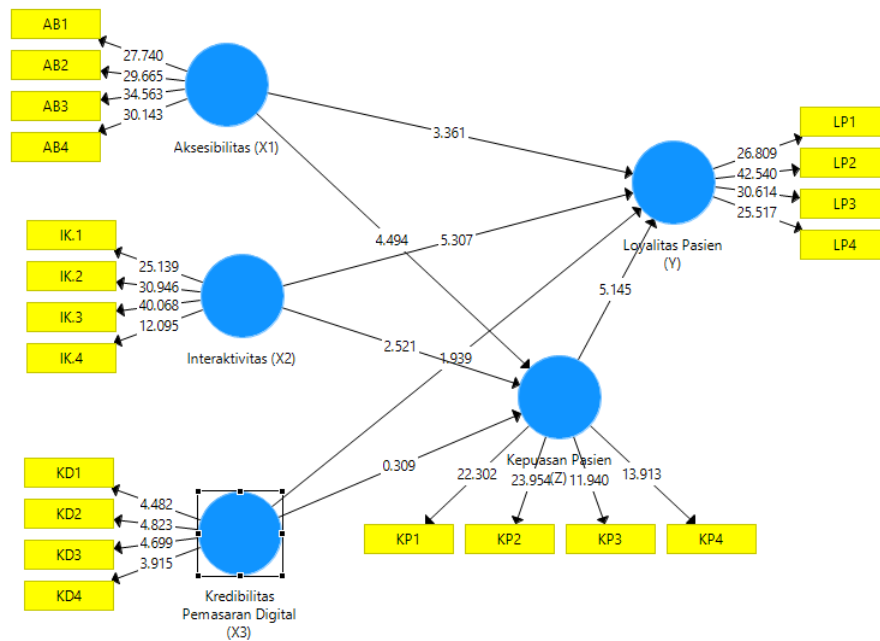 AB1
AB2
AB3
AB4
27.740
29.665
34.563
30.143
Aksesibilitas (X1)
3.361
4.494
LP1
LP2
LP3
LP4
26.809
42.540
30.614
25.517
Loyalitas Pasien
(Y)
IK.1
IK.2
IK.3
IK.4
25.139
30.946
40.068
12.095
Interaktivitas (X2)
5.307
2.521
1.939
5.145
KD1
KD2
KD3
KD4
4.482
4.823
4.699
3.915
Kredibilitas
Pemasaran Digital
(X3)
0.309
Kepuasan Pasien
(Z)
22.302
23.954
11.940
13.913
KP1
KP2
KP3
KP4